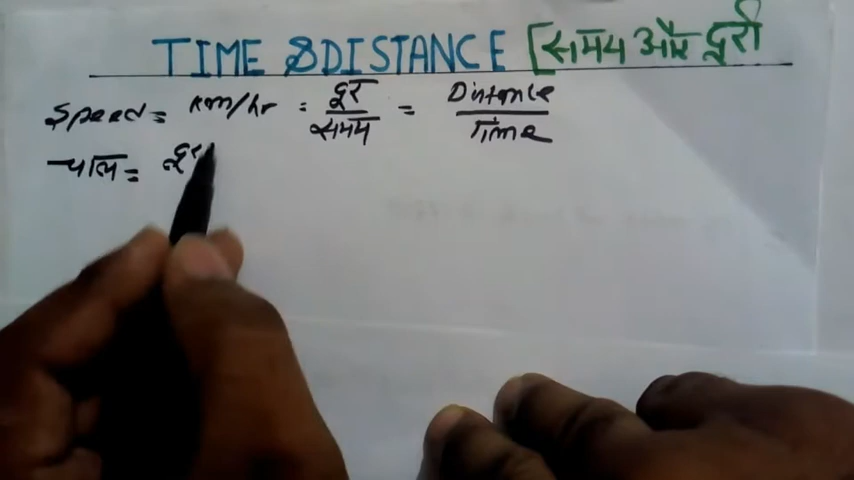 TIME & DISTANCE [समय और दूरी
Speed = km/hr = दूर / समय = Distance / Time
चाल = दूर